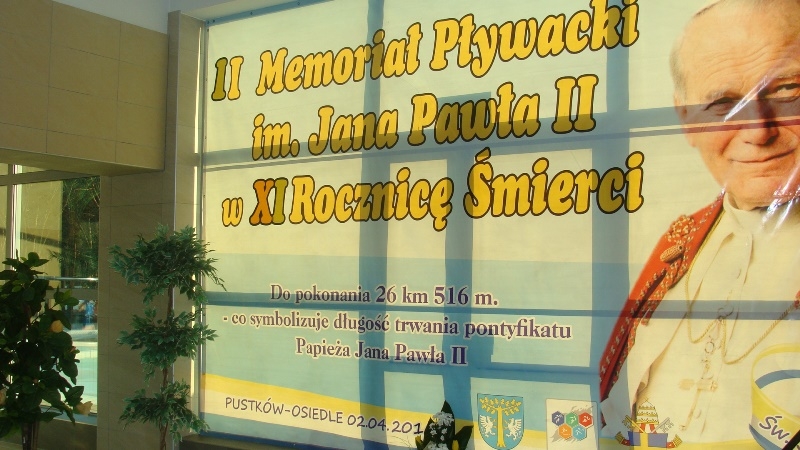 II Memoriał Pływacki
im. Jana Pawła II
w XI Rocznicę Śmierci
Do pokonania 26 km 516 m.
- co symbolizuje długość trwania pontyfikatu
Papieża Jana Pawła II
PUSTKÓW-OSIEDLE 02.04.201
ŚW.